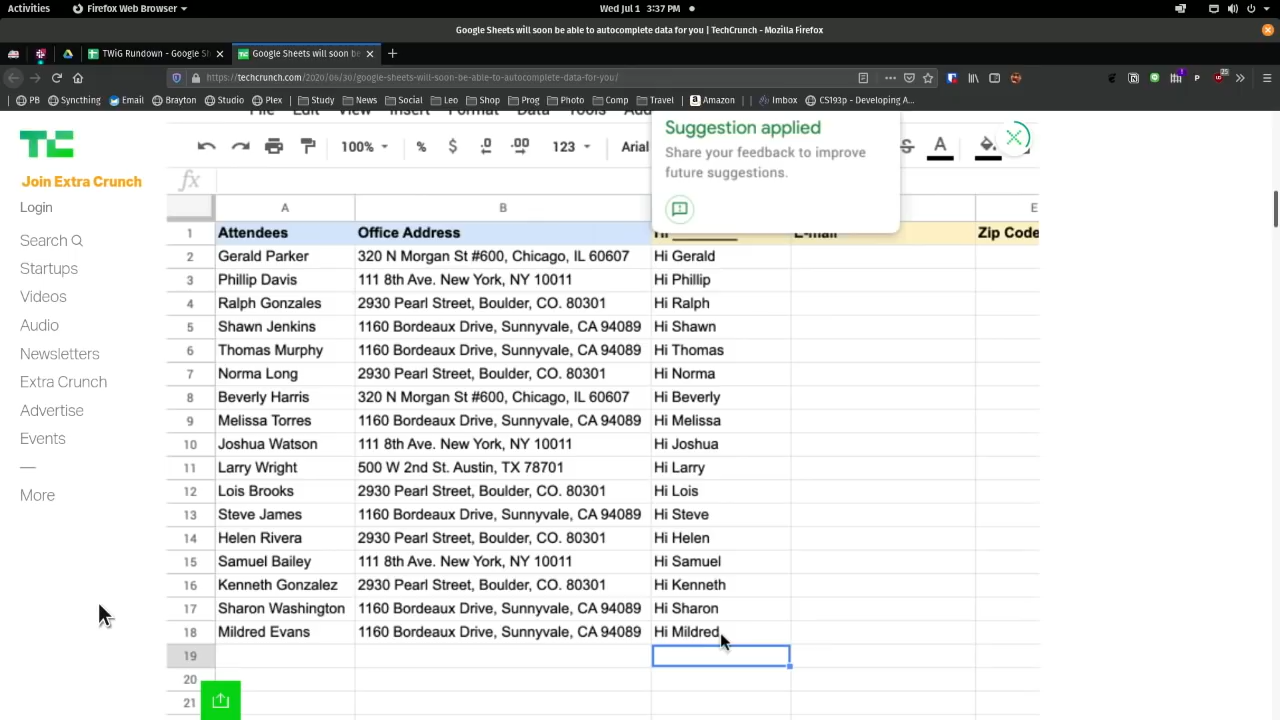 Activities Firefox Web Browser Wed Jul 1 3:37 PM
Google Sheets will soon be able to autocomplete data for you | TechCrunch - Mozilla Firefox
TWiG Rundown - Google Sh Google Sheets will soon be
https://techcrunch.com/2020/06/30/google-sheets-will-soon-be-able-to-autocomplete-data-for-you/
PB Syncthing Email Brayton Studio Plex Study News Social Leo Shop Prog Photo Comp Travel Amazon Inbox CS193p - Developing A...
File Edit View Insert Format Data Tools Add
TC
Join Extra Crunch
Login
Search
Startups
Videos
Audio
Newsletters
Extra Crunch
Advertise
Events
—
More
Suggestion applied
Share your feedback to improve
future suggestions.
100% % $ .0 .00 123 Arial S A
fx
A B E
1 Attendees Office Address Hi ________ E-mail Zip Code
2 Gerald Parker 320 N Morgan St #600, Chicago, IL 60607 Hi Gerald
3 Phillip Davis 111 8th Ave. New York, NY 10011 Hi Phillip
4 Ralph Gonzales 2930 Pearl Street, Boulder, CO. 80301 Hi Ralph
5 Shawn Jenkins 1160 Bordeaux Drive, Sunnyvale, CA 94089 Hi Shawn
6 Thomas Murphy 1160 Bordeaux Drive, Sunnyvale, CA 94089 Hi Thomas
7 Norma Long 2930 Pearl Street, Boulder, CO. 80301 Hi Norma
8 Beverly Harris 320 N Morgan St #600, Chicago, IL 60607 Hi Beverly
9 Melissa Torres 1160 Bordeaux Drive, Sunnyvale, CA 94089 Hi Melissa
10 Joshua Watson 111 8th Ave. New York, NY 10011 Hi Joshua
11 Larry Wright 500 W 2nd St. Austin, TX 78701 Hi Larry
12 Lois Brooks 2930 Pearl Street, Boulder, CO. 80301 Hi Lois
13 Steve James 1160 Bordeaux Drive, Sunnyvale, CA 94089 Hi Steve
14 Helen Rivera 2930 Pearl Street, Boulder, CO. 80301 Hi Helen
15 Samuel Bailey 111 8th Ave. New York, NY 10011 Hi Samuel
16 Kenneth Gonzalez 2930 Pearl Street, Boulder, CO. 80301 Hi Kenneth
17 Sharon Washington 1160 Bordeaux Drive, Sunnyvale, CA 94089 Hi Sharon
18 Mildred Evans 1160 Bordeaux Drive, Sunnyvale, CA 94089 Hi Mildred
19
20
21